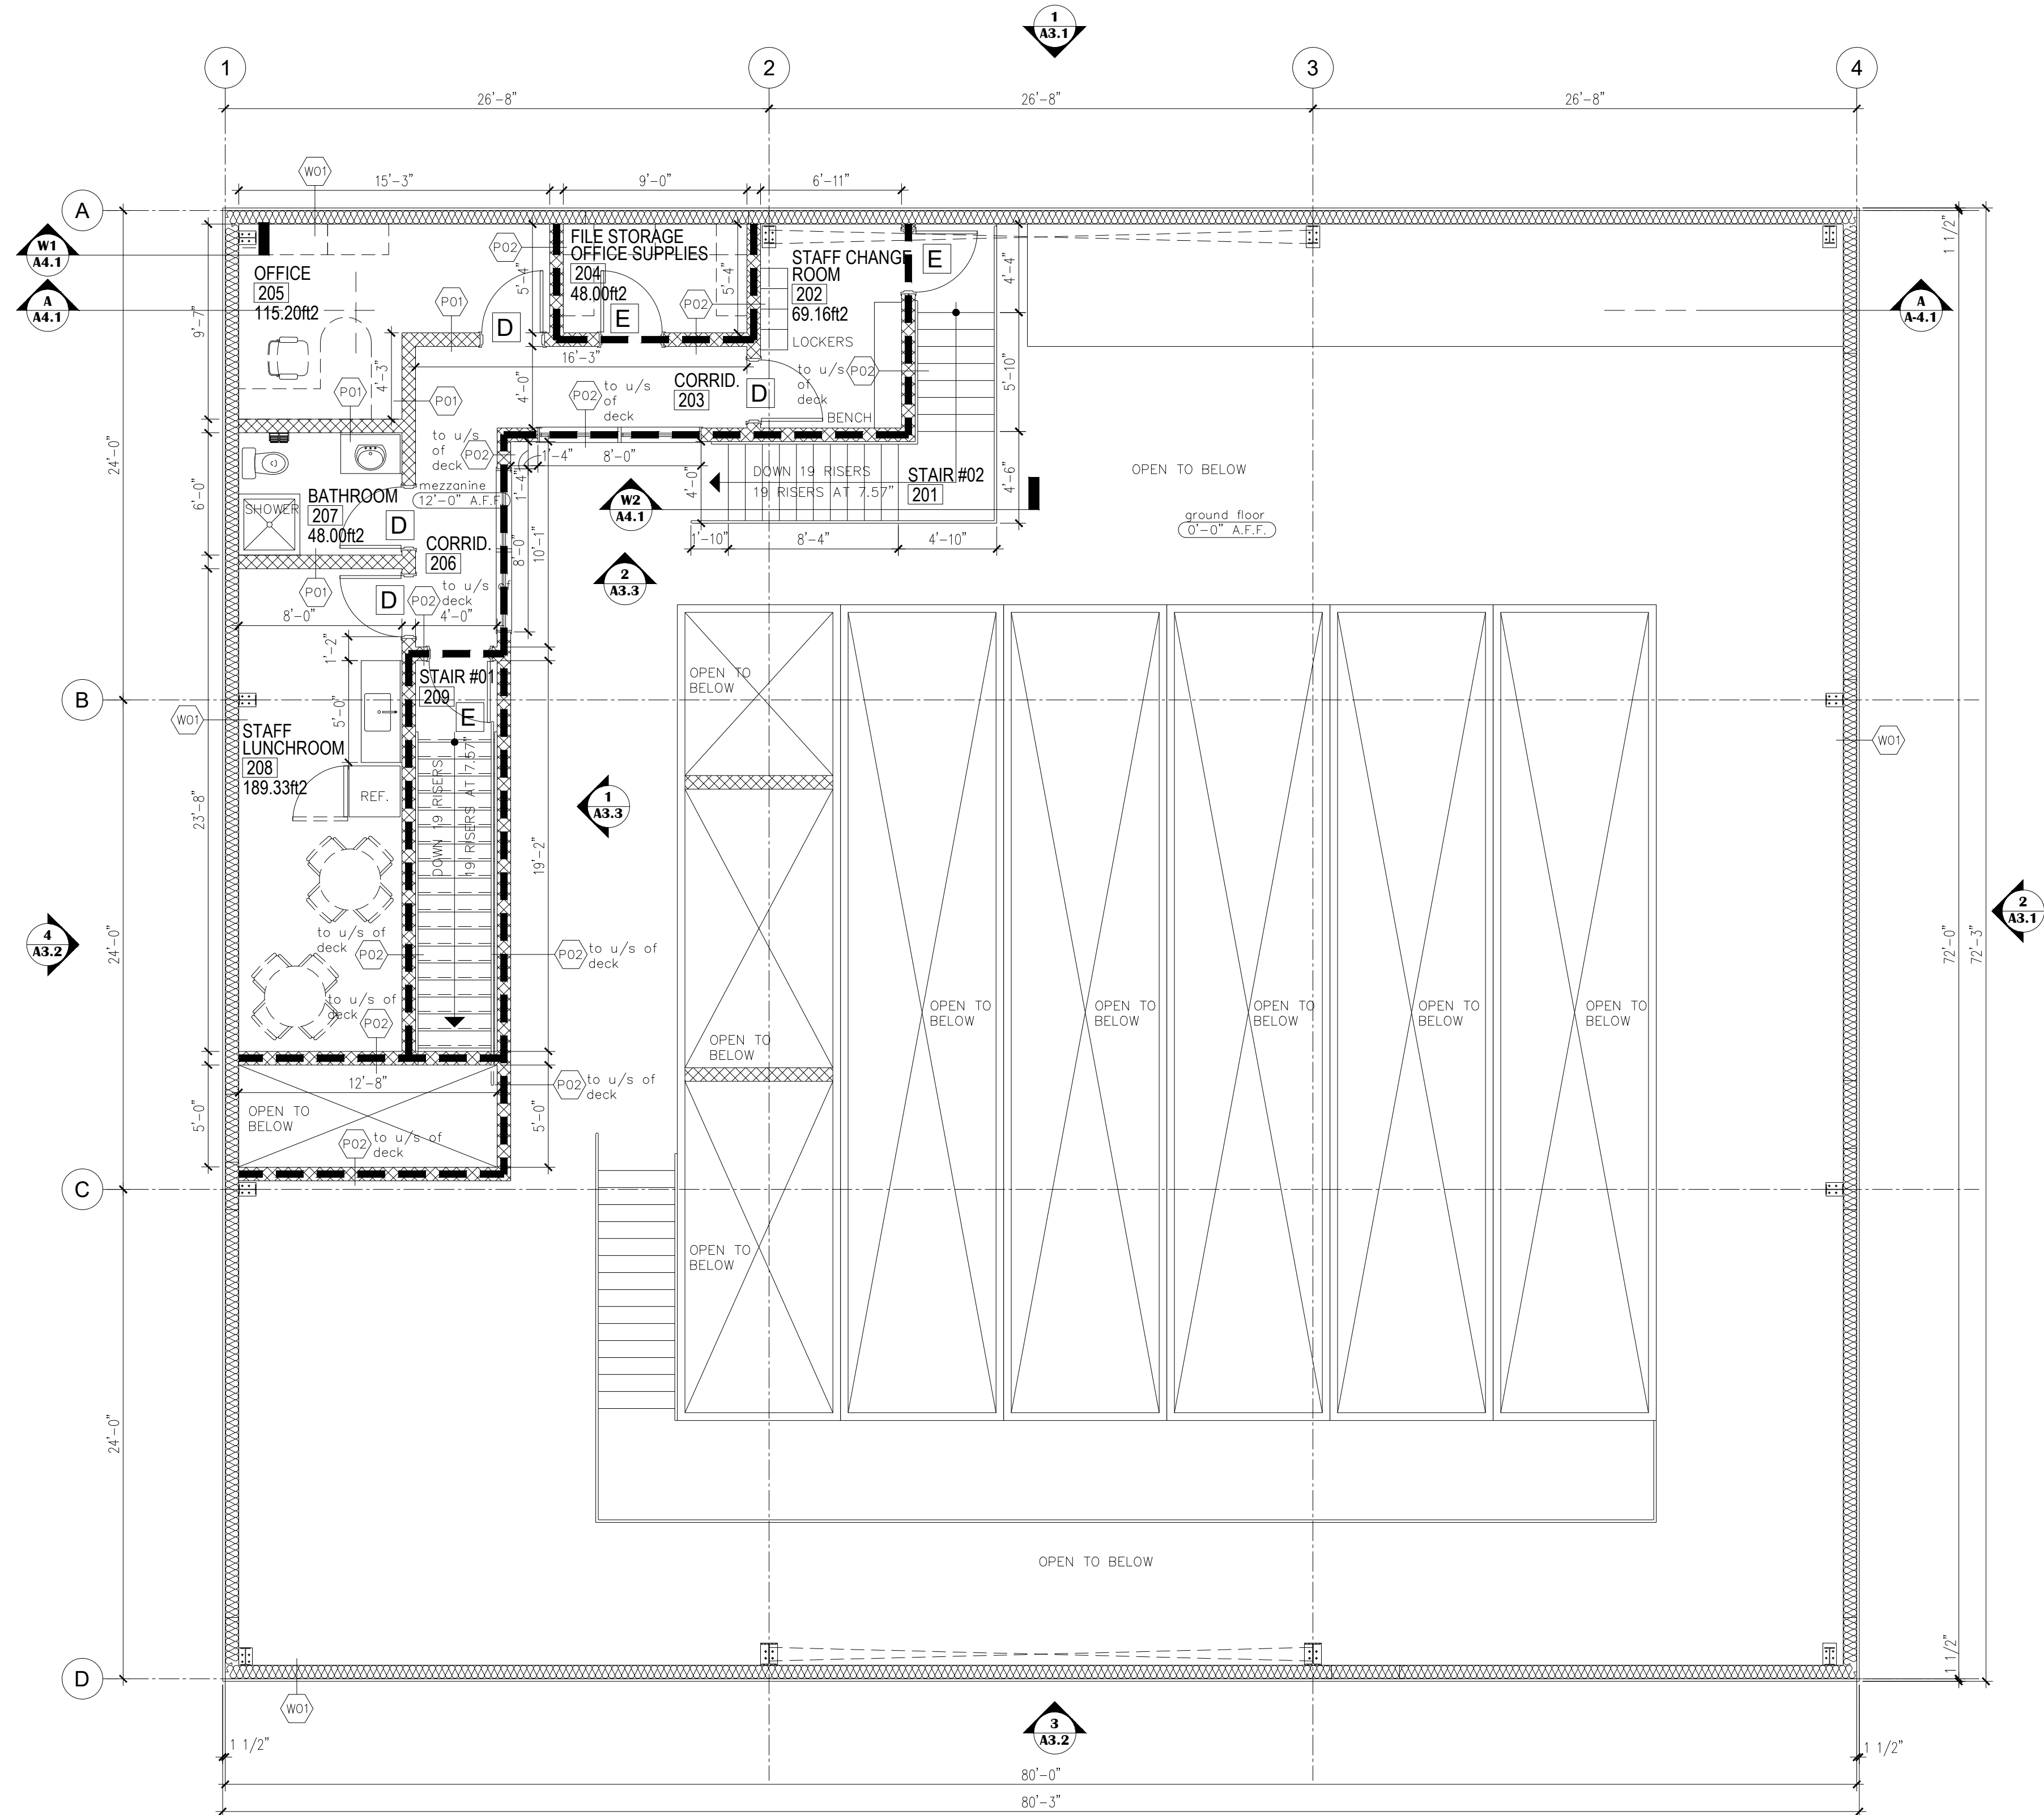 1
A3.1
1
2
3
4
26'-8"
26'-8"
26'-8"
W01
15'-3"
9'-0"
6'-11"
A
1 1/2"
W1
A4.1
A
A4.1
A
A-4.1
OFFICE
205
115.20ft2
P02
FILE STORAGE
OFFICE SUPPLIES
204
48.00ft2
E
D
P01
P02
5'-4"
5'-4"
STAFF CHANGE
ROOM
202
69.16ft2
LOCKERS
E
4'-4"
9'-7"
4'-3"
P01
P01
16'-3"
4'-0"
P02
to u/s
of
deck
CORRID.
203
D
to u/s
of
deck
P02
BENCH
5'-10"
24'-0"
to u/s
of
deck
P02
1'-4"
8'-0"
1'-4"
4'-0"
DOWN 19 RISERS
19 RISERS AT 7.57"
STAIR #02
201
4'-6"
OPEN TO BELOW
mezzanine
12'-0" A.F.F.
W2
A4.1
ground floor
0'-0" A.F.F.
6'-0"
SHOWER
BATHROOM
207
48.00ft2
D
CORRID.
206
8'-0"
10'-1"
1'-10"
8'-4"
4'-10"
2
A3.3
P01
D
P02
to u/s of
deck
8'-0"
4'-0"
1'-2"
B
W01
STAIR #01
209
E
5'-0"
STAFF
LUNCHROOM
208
189.33ft2
REF.
DOWN 19 RISERS
19 RISERS AT 7.57"
23'-8"
19'-2"
1
A3.3
OPEN TO
BELOW
W01
4
A3.2
24'-0"
to u/s of
deck
P02
P02
to u/s of
deck
to u/s of
deck
P02
OPEN TO
BELOW
OPEN TO
BELOW
OPEN TO
BELOW
OPEN TO
BELOW
OPEN TO
BELOW
OPEN TO
BELOW
2
A3.1
72'-0"
72'-3"
12'-8"
P02
to u/s of
deck
5'-0"
OPEN TO
BELOW
P02
to u/s of
deck
5'-0"
C
OPEN TO
BELOW
24'-0"
OPEN TO BELOW
D
W01
1 1/2"
3
A3.2
1 1/2"
1 1/2"
80'-0"
80'-3"